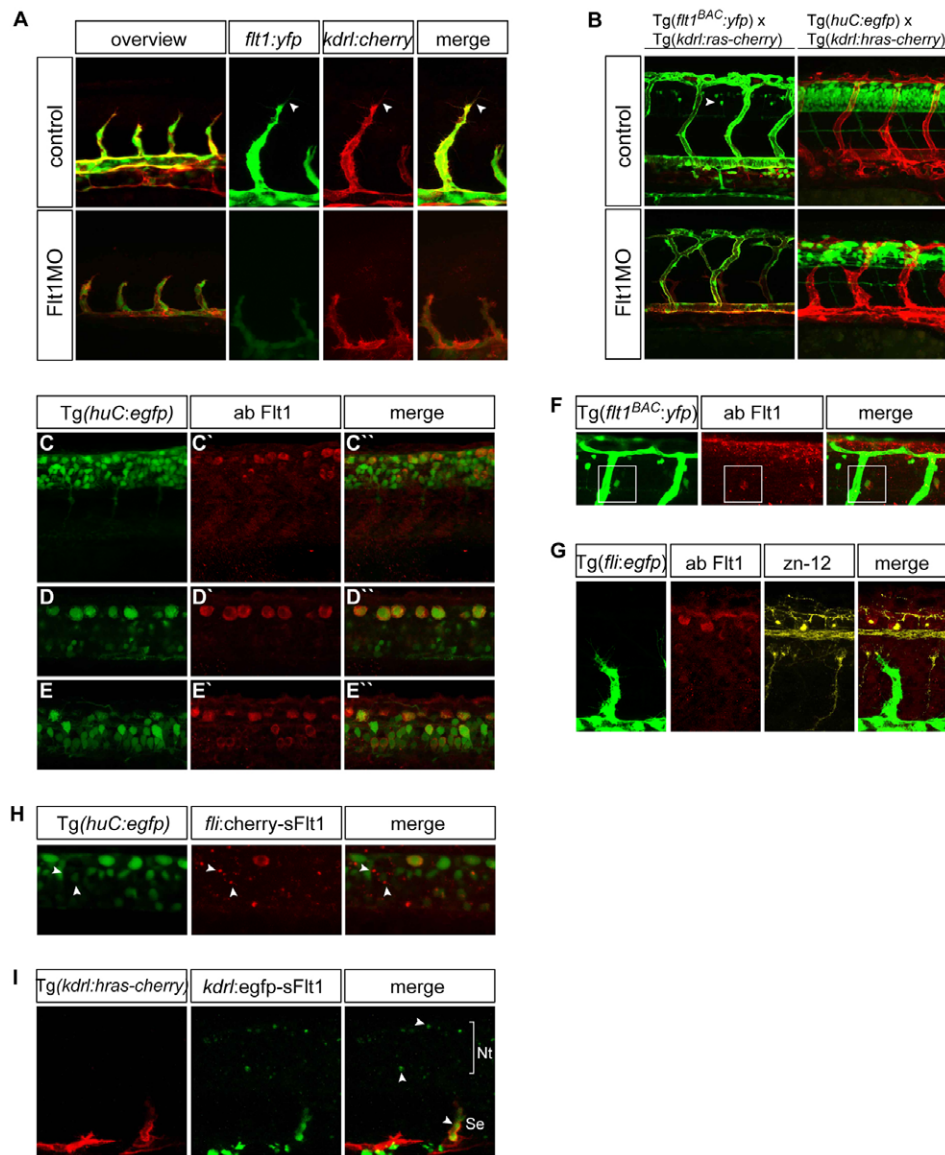 A
overview
flt1:yfp
kdrl:cherry
merge
control
Flt1MO
B
Tg(flt1BAC:yfp) x
Tg(kdrl:ras-cherry)
Tg(huC:egfp) x
Tg(kdrl:hras-cherry)
control
Flt1MO
Tg(huC:egfp)
ab Flt1
merge
C
C`
C``
D
D`
D``
E
E`
E``
F
Tg(flt1BAC:yfp)
ab Flt1
merge
G
Tg(fli:egfp)
ab Flt1
zn-12
merge
H
Tg(huC:egfp)
fli:cherry-sFlt1
merge
I
Tg(kdrl:hras-cherry)
kdrl:egfp-sFlt1
merge
Nt
Se